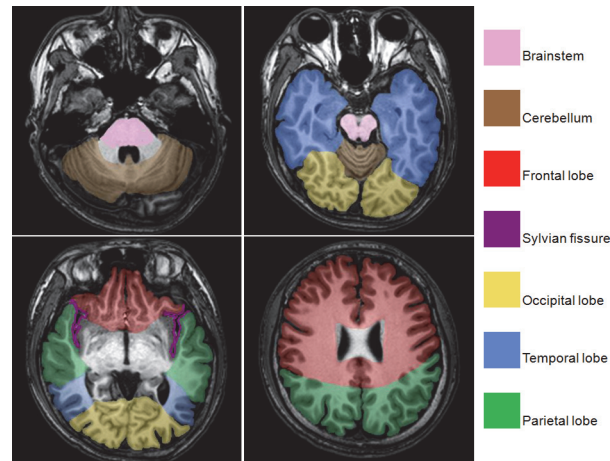 Brainstem
Cerebellum
Frontal lobe
Sylvian fissure
Occipital lobe
Temporal lobe
Parietal lobe